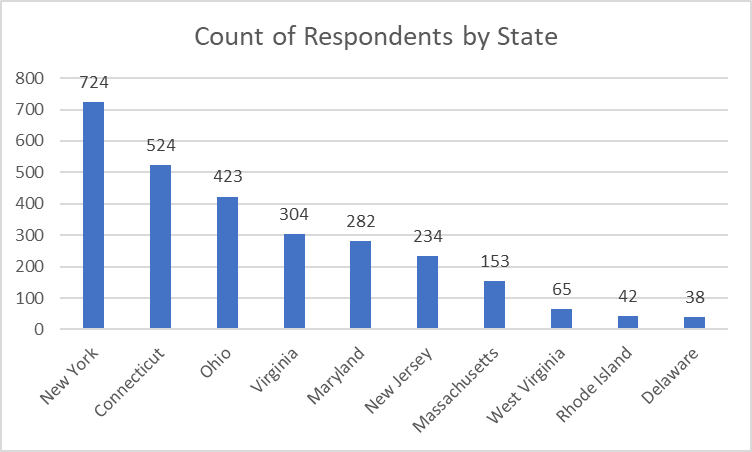 Count of Respondents by State
800
700
600
500
400
300
200
100
0
724
524
423
304
282
234
153
65
42
38
New York
Connecticut
Ohio
Virginia
Maryland
New Jersey
Massachusetts
West Virginia
Rhode Island
Delaware